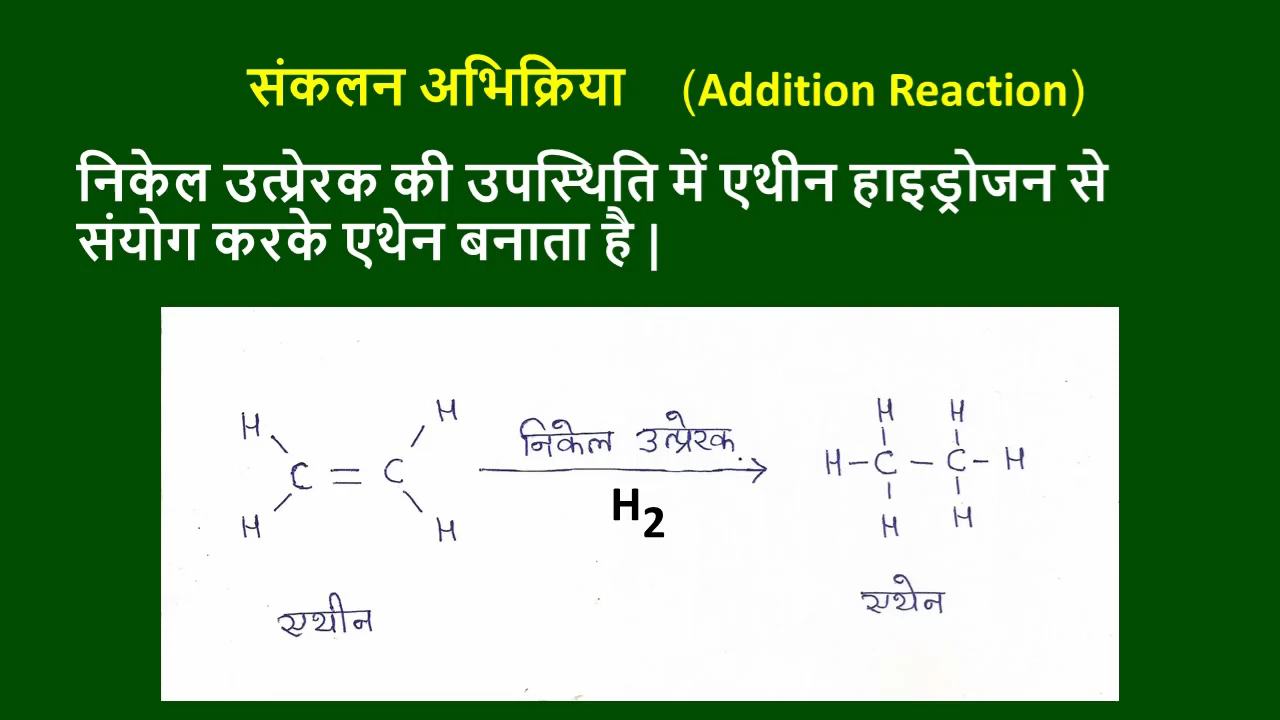 संकलन अभिक्रिया (Addition Reaction)
निकेल उत्प्रेरक की उपस्थिति में एथीन हाइड्रोजन से
संयोग करके एथेन बनाता है |
H H H H
निकेल उत्प्रेरक
C = C H – C – C – H
H2
H H H H
एथीन एथेन